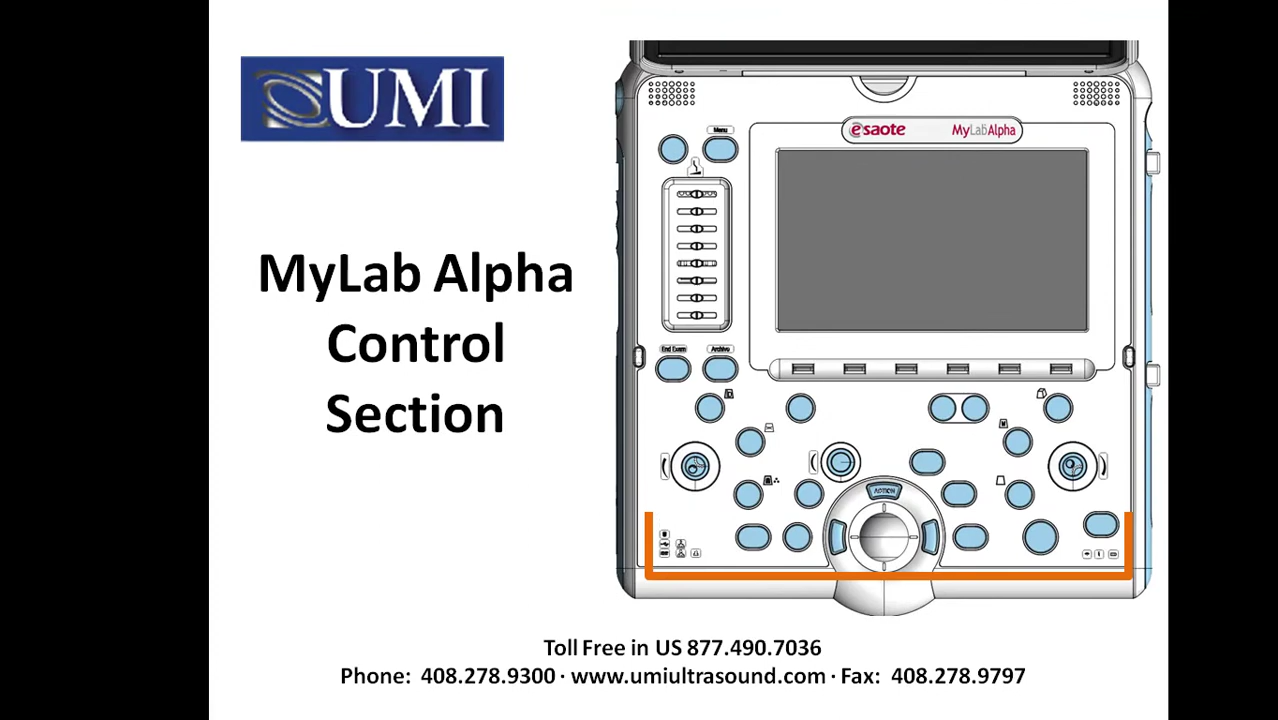 UMI
Menu
esaote
MyLabAlpha
MyLab Alpha
Control
Section
End Exam
Archive
ACTION
Toll Free in US 877.490.7036
Phone: 408.278.9300 · www.umiultrasound.com · Fax: 408.278.9797